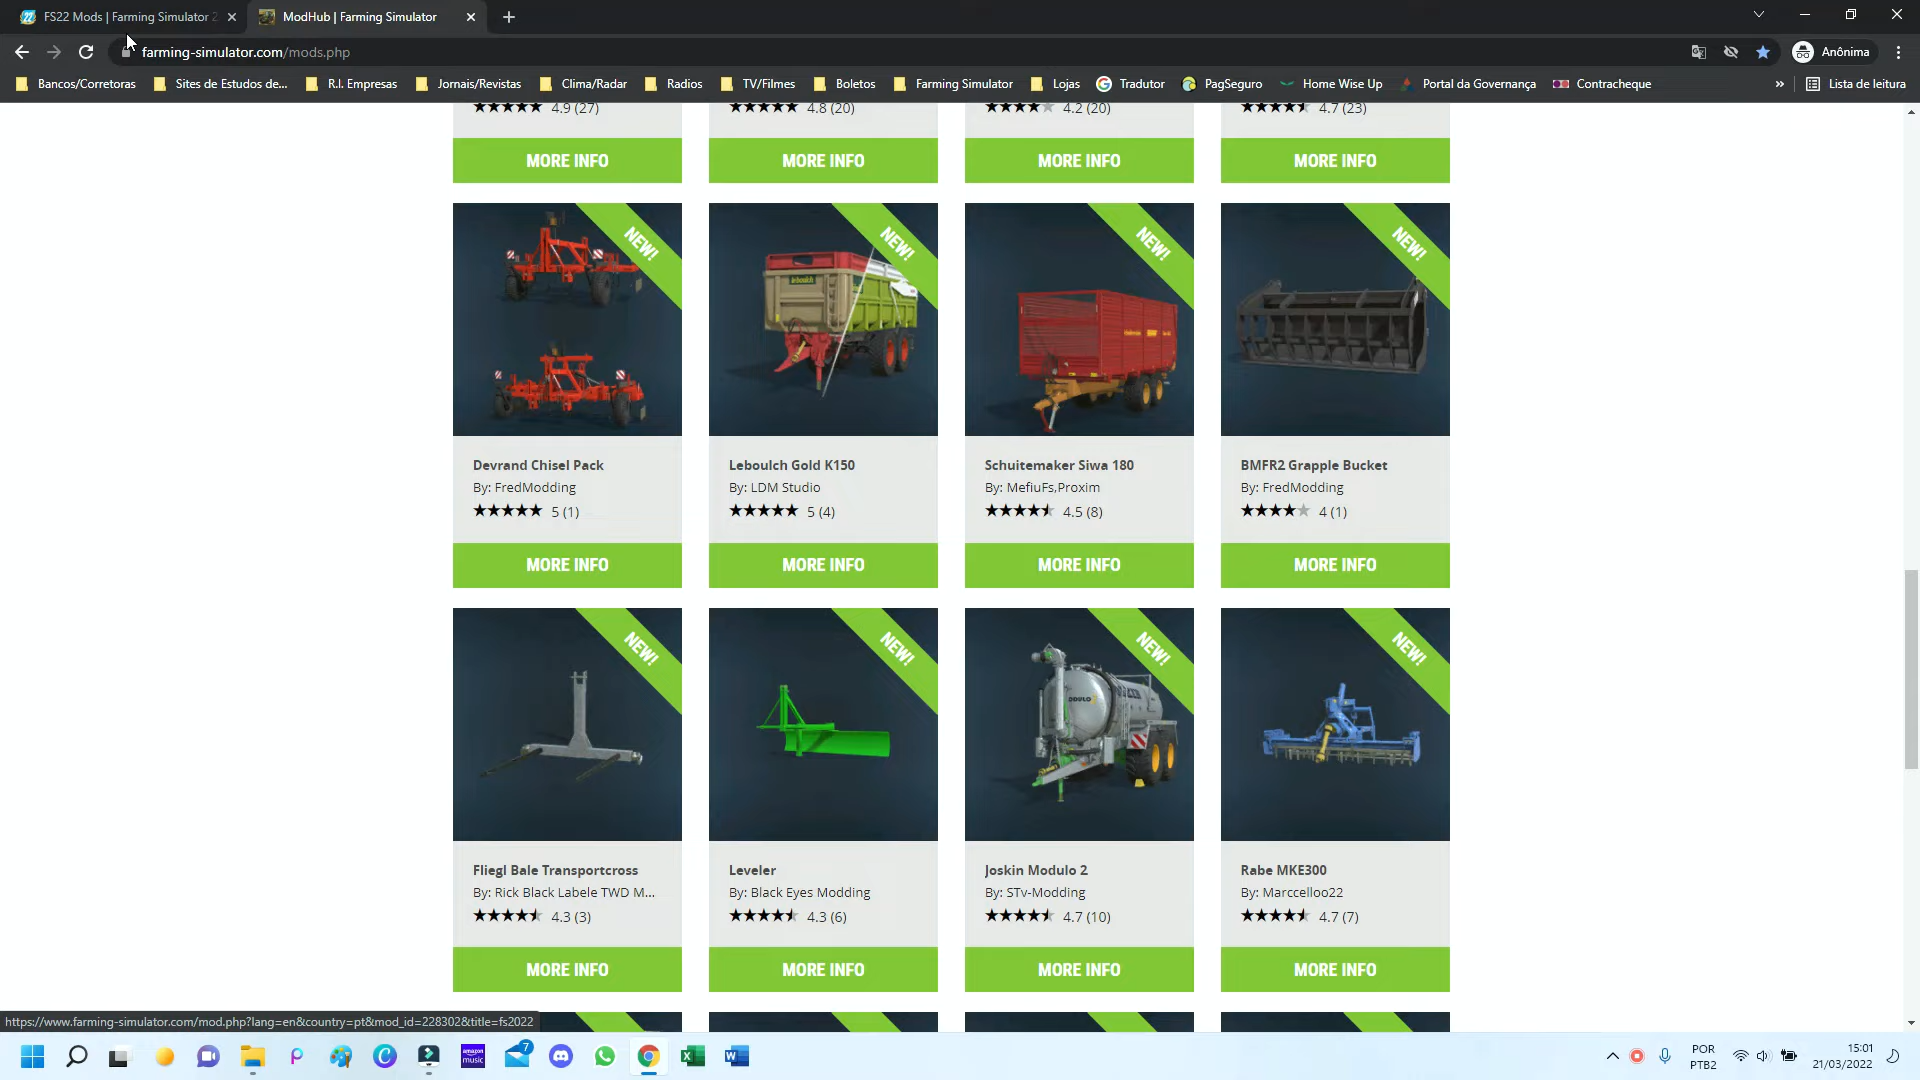 FS22 Mods | Farming Simulator 2
ModHub | Farming Simulator
farming-simulator.com/mods.php
Anônima
Bancos/Corretoras
Sites de Estudos de...
R.I. Empresas
Jornais/Revistas
Clima/Radar
Radios
TV/Filmes
Boletos
Farming Simulator
Lojas
Tradutor
PagSeguro
Home Wise Up
Portal da Governança
Contracheque
»
Lista de leitura
4.9 (27)
4.8 (20)
4.2 (20)
4.7 (23)
MORE INFO
MORE INFO
MORE INFO
MORE INFO
NEW!
NEW!
NEW!
NEW!
Devrand Chisel Pack
By: FredModding
★★★★★ 5 (1)
MORE INFO
Leboulch Gold K150
By: LDM Studio
★★★★★ 5 (4)
MORE INFO
Schuitemaker Siwa 180
By: MefiuFs,Proxim
4.5 (8)
MORE INFO
BMFR2 Grapple Bucket
By: FredModding
4 (1)
MORE INFO
NEW!
NEW!
NEW!
NEW!
Fliegl Bale Transportcross
By: Rick Black Labele TWD M...
4.3 (3)
MORE INFO
Leveler
By: Black Eyes Modding
4.3 (6)
MORE INFO
Joskin Modulo 2
By: STv-Modding
4.7 (10)
MORE INFO
Rabe MKE300
By: Marccelloo22
4.7 (7)
MORE INFO
https://www.farming-simulator.com/mod.php?lang=en&country=pt&mod_id=228302&title=fs2022
amazon
music
7
POR
PTB2
15:01
21/03/2022